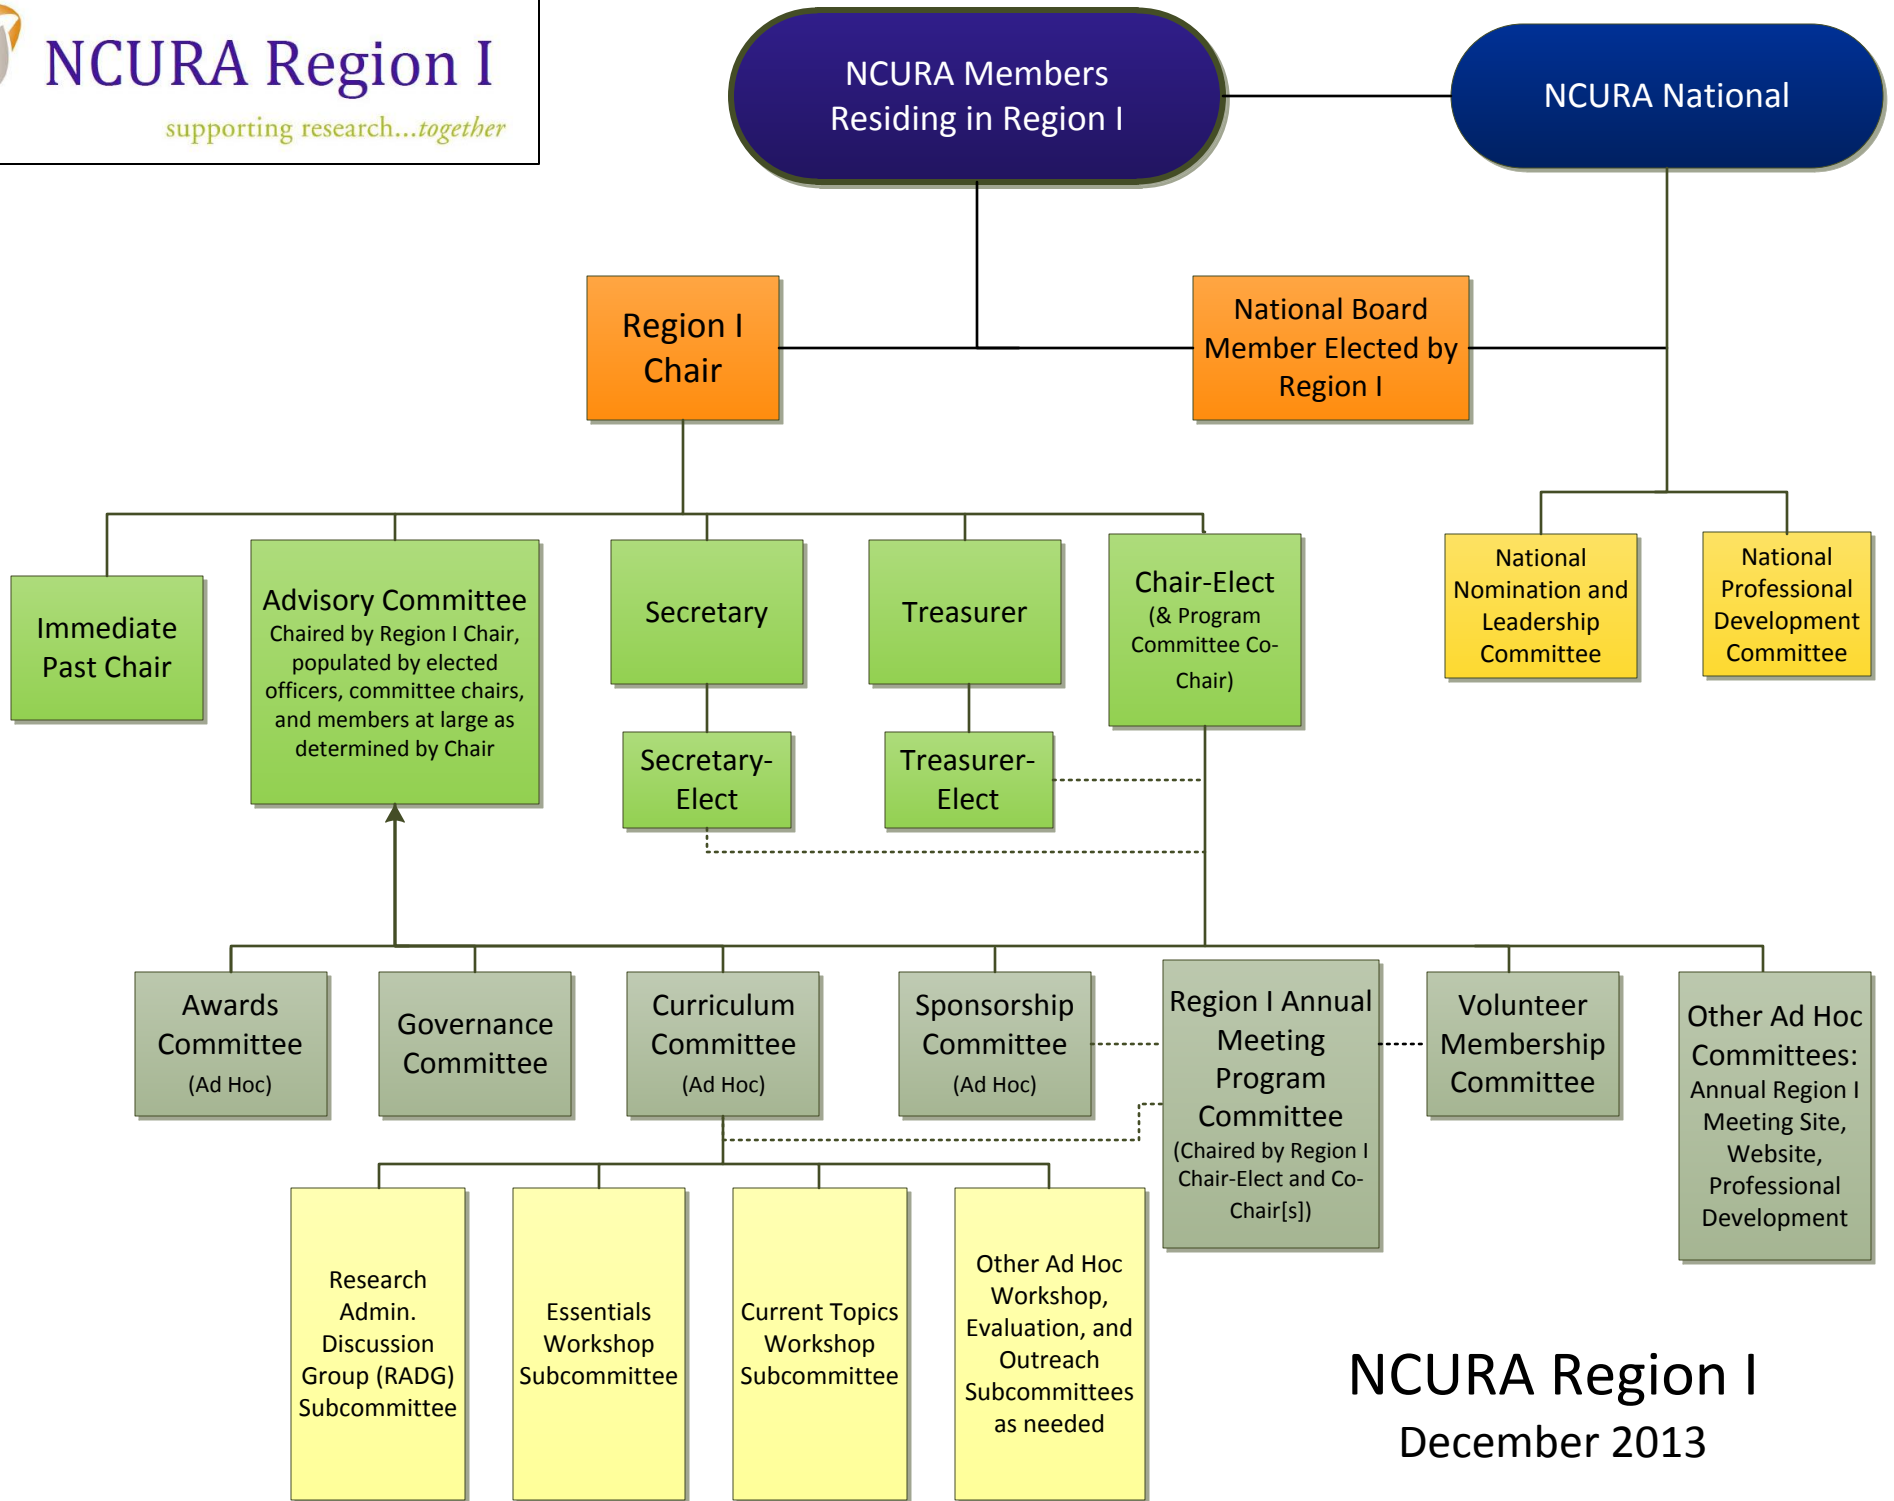 NCURA Region I
supporting research...together
NCURA Members
Residing in Region I
NCURA National
Region I
Chair
National Board
Member Elected by
Region I
Immediate
Past Chair
Advisory Committee
Chaired by Region I Chair,
populated by elected
officers, committee chairs,
and members at large as
determined by Chair
Secretary
Treasurer
Chair-Elect
(& Program
Committee Co-
Chair)
National
Nomination and
Leadership
Committee
National
Professional
Development
Committee
Secretary-
Elect
Treasurer-
Elect
Awards
Committee
(Ad Hoc)
Governance
Committee
Curriculum
Committee
(Ad Hoc)
Sponsorship
Committee
(Ad Hoc)
Region I Annual
Meeting
Program
Committee
(Chaired by Region I
Chair-Elect and Co-
Chair[s])
Volunteer
Membership
Committee
Other Ad Hoc
Committees:
Annual Region I
Meeting Site,
Website,
Professional
Development
Research
Admin.
Discussion
Group (RADG)
Subcommittee
Essentials
Workshop
Subcommittee
Current Topics
Workshop
Subcommittee
Other Ad Hoc
Workshop,
Evaluation, and
Outreach
Subcommittees
as needed
NCURA Region I
December 2013